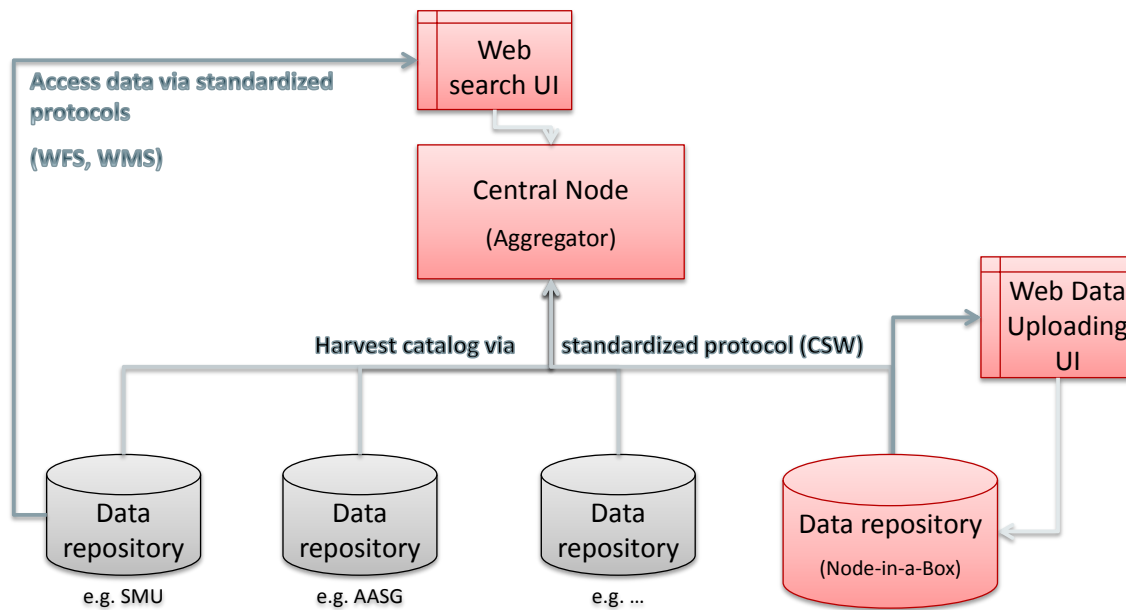 Web
search UI
Access data via standardized
protocols
(WFS, WMS)
Central Node
(Aggregator)
Web Data
Uploading
UI
Harvest catalog via standardized protocol (CSW)
Data
repository
e.g. SMU
Data
repository
e.g. AASG
Data
repository
e.g. …
Data repository
(Node-in-a-Box)